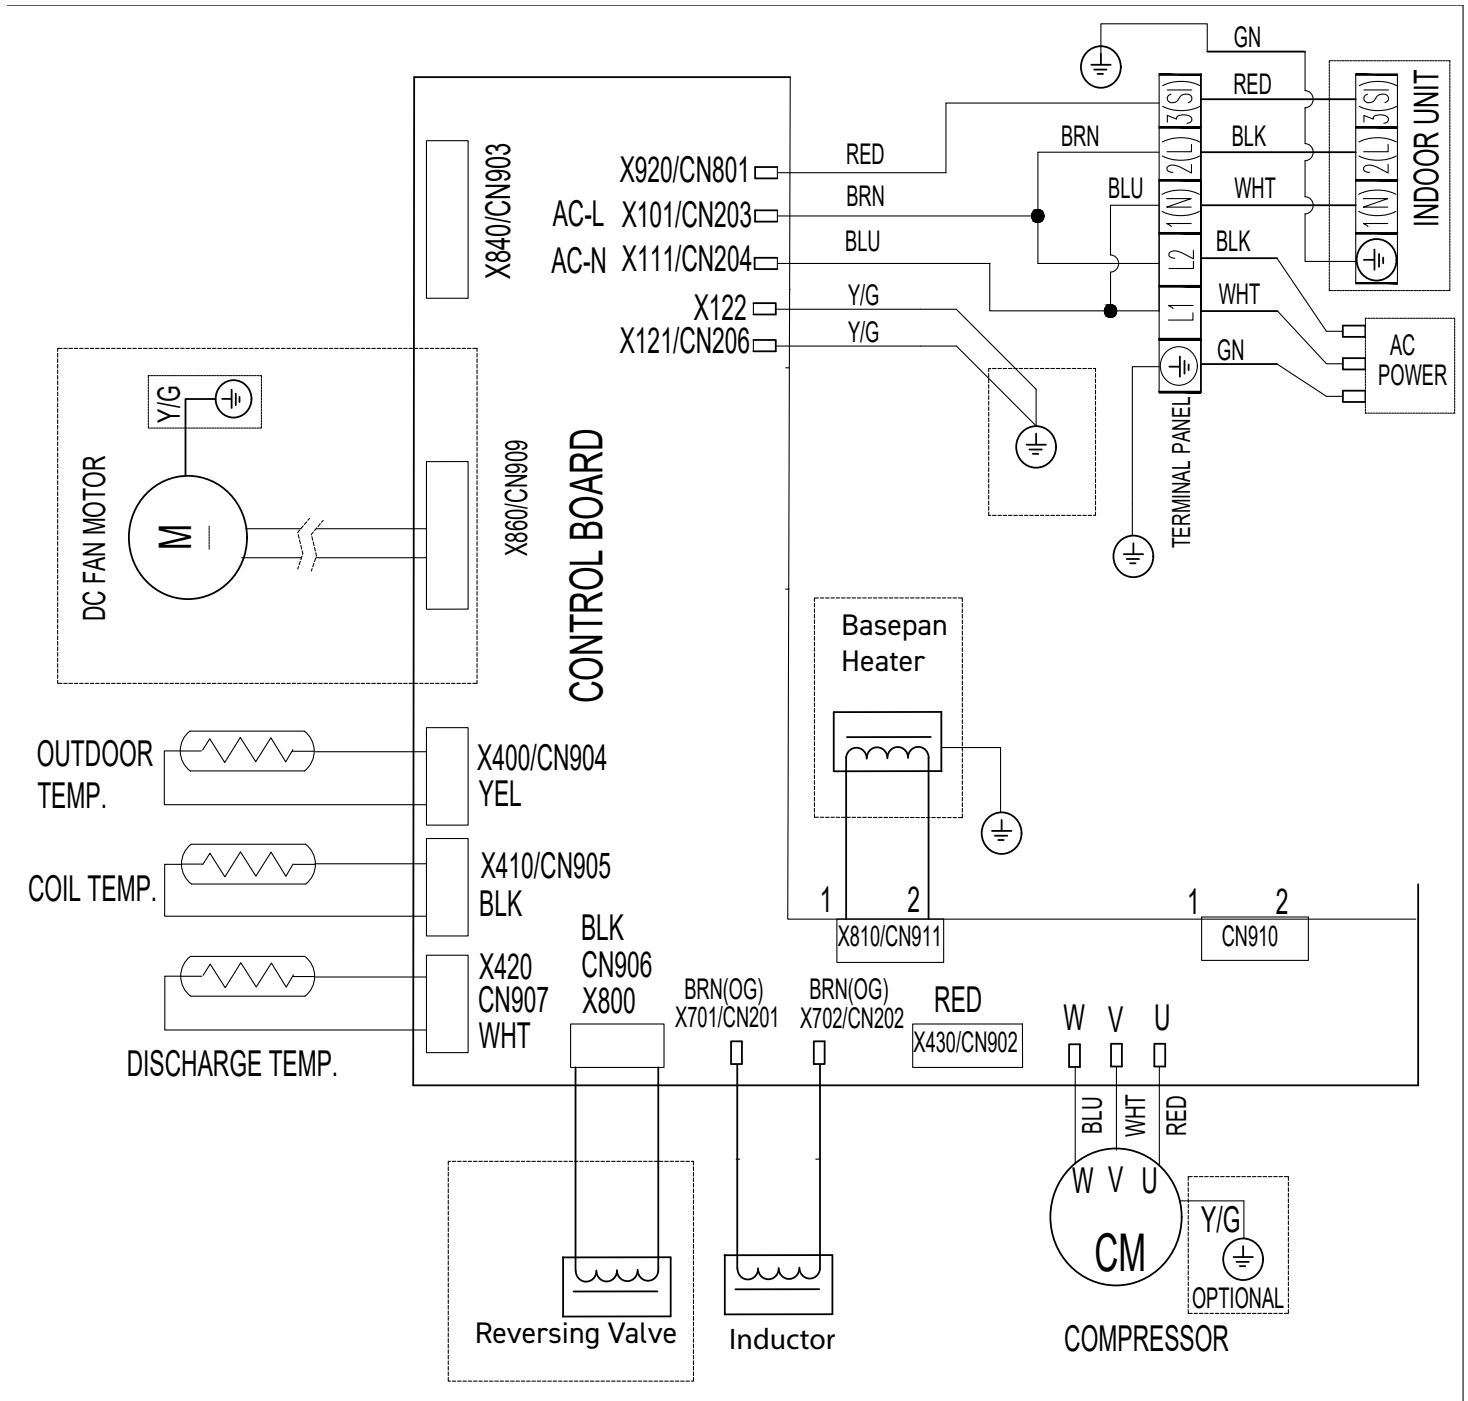 GN
RED
BLK
WHT
3(SI)
2(L)
1(N)
L2
L1
TERMINAL PANEL
3(SI)
2(L)
1(N)
INDOOR UNIT
BRN
BLU
BLK
WHT
GN
AC
POWER
X840/CN903
X920/CN801
AC-L X101/CN203
AC-N X111/CN204
X122
X121/CN206
RED
BRN
BLU
Y/G
Y/G
Y/G
DC FAN MOTOR
M
X860/CN909
CONTROL BOARD
Basepan
Heater
OUTDOOR
TEMP.
X400/CN904
YEL
COIL TEMP.
X410/CN905
BLK
DISCHARGE TEMP.
X420
CN907
WHT
BLK
CN906
X800
BRN(OG)
X701/CN201
BRN(OG)
X702/CN202
1 2
X810/CN911
1 2
CN910
RED
X430/CN902
W V U
BLU
WHT
RED
W V U
CM
Y/G
OPTIONAL
COMPRESSOR
Reversing Valve
Inductor